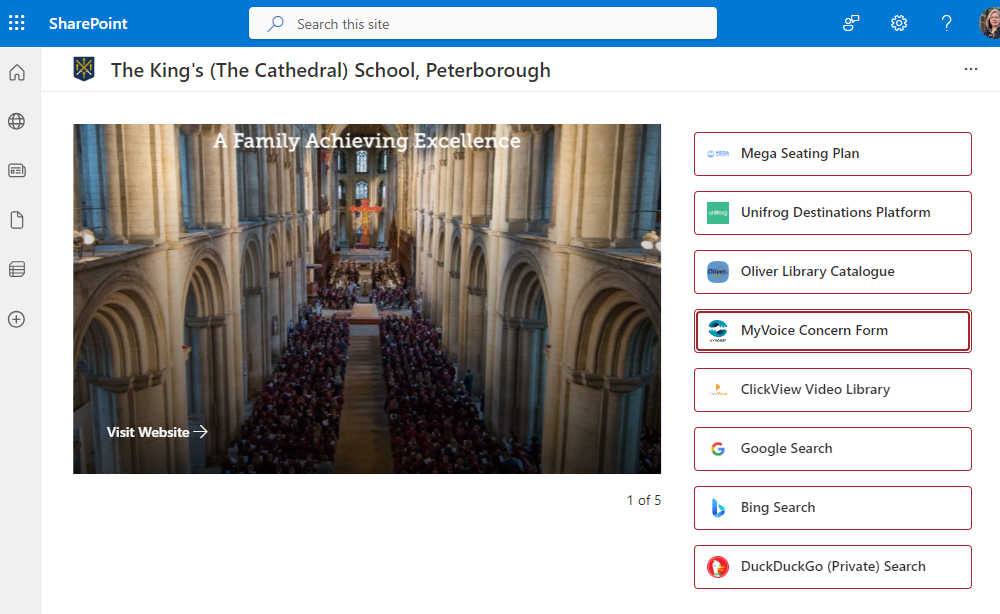 SharePoint
Search this site
The King's (The Cathedral) School, Peterborough
A Family Achieving Excellence
Visit Website
1 of 5
Mega Seating Plan
unifrog
Unifrog Destinations Platform
Oliver
Oliver Library Catalogue
MyVoice Concern Form
ClickView Video Library
Google Search
Bing Search
DuckDuckGo (Private) Search